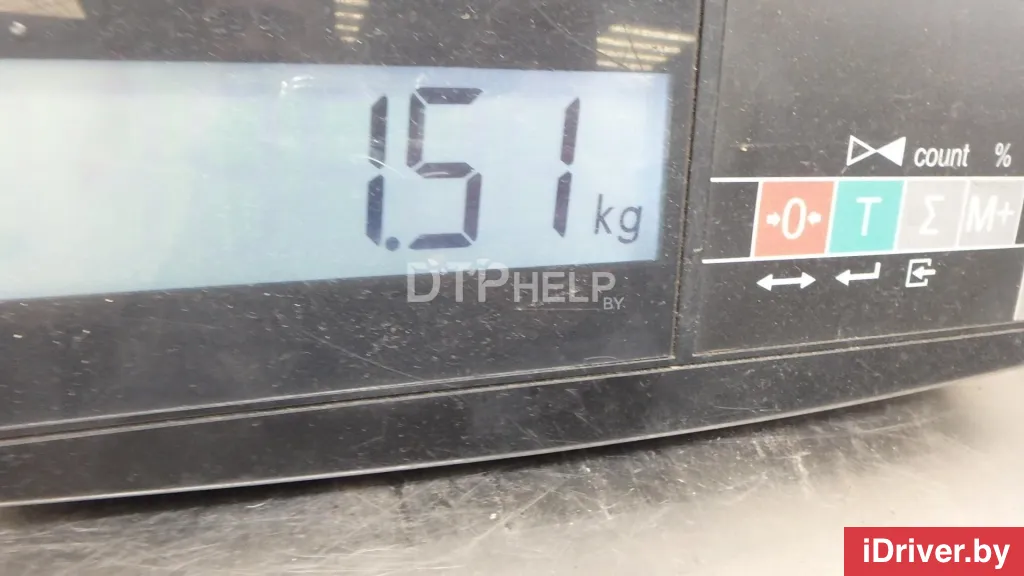 1.51 kg
count %
0 T Σ M+
DTPHELP
BY
iDriver.by